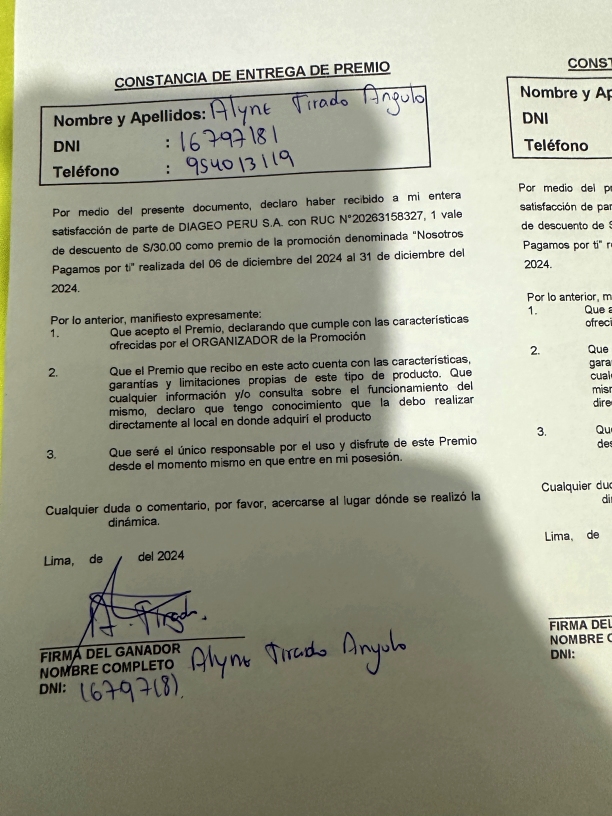 CONSTANCIA DE ENTREGA DE PREMIO
Nombre y Apellidos: Alyne Tirado Angulo
DNI : 16797181
Teléfono : 954013119
Por medio del presente documento, declaro haber recibido a mi entera
satisfacción de parte de DIAGEO PERU S.A. con RUC N°20263158327, 1 vale
de descuento de S/30.00 como premio de la promoción denominada "Nosotros
Pagamos por ti" realizada del 06 de diciembre del 2024 al 31 de diciembre del
2024.
Por lo anterior, manifiesto expresamente:
1. Que acepto el Premio, declarando que cumple con las características
ofrecidas por el ORGANIZADOR de la Promoción
2. Que el Premio que recibo en este acto cuenta con las características,
garantías y limitaciones propias de este tipo de producto. Que
cualquier información y/o consulta sobre el funcionamiento del
mismo, declaro que tengo conocimiento que la debo realizar
directamente al local en donde adquirí el producto
3. Que seré el único responsable por el uso y disfrute de este Premio
desde el momento mismo en que entre en mi posesión.
Cualquier duda o comentario, por favor, acercarse al lugar dónde se realizó la
dinámica.
Lima, de del 2024
A. Tirado
FIRMA DEL GANADOR
NOMBRE COMPLETO Alyne Tirado Angulo
DNI: 16797181
CONST
Nombre y Ap
DNI
Teléfono
Por medio del p
satisfacción de par
de descuento de S
Pagamos por ti" r
2024.
Por lo anterior, m
1. Que a
ofreci
2. Que
gara
cual
mis
dire
3. Qu
des
Cualquier dud
di
Lima, de
FIRMA DEL
NOMBRE C
DNI: